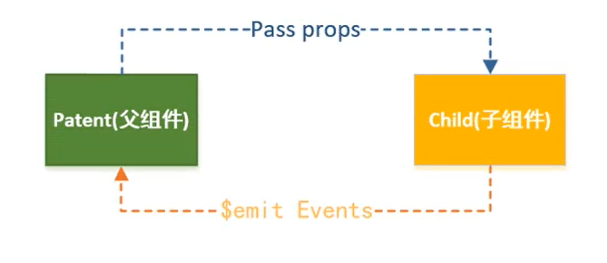 Pass props
Patent(父组件)
Child(子组件)
$emit Events